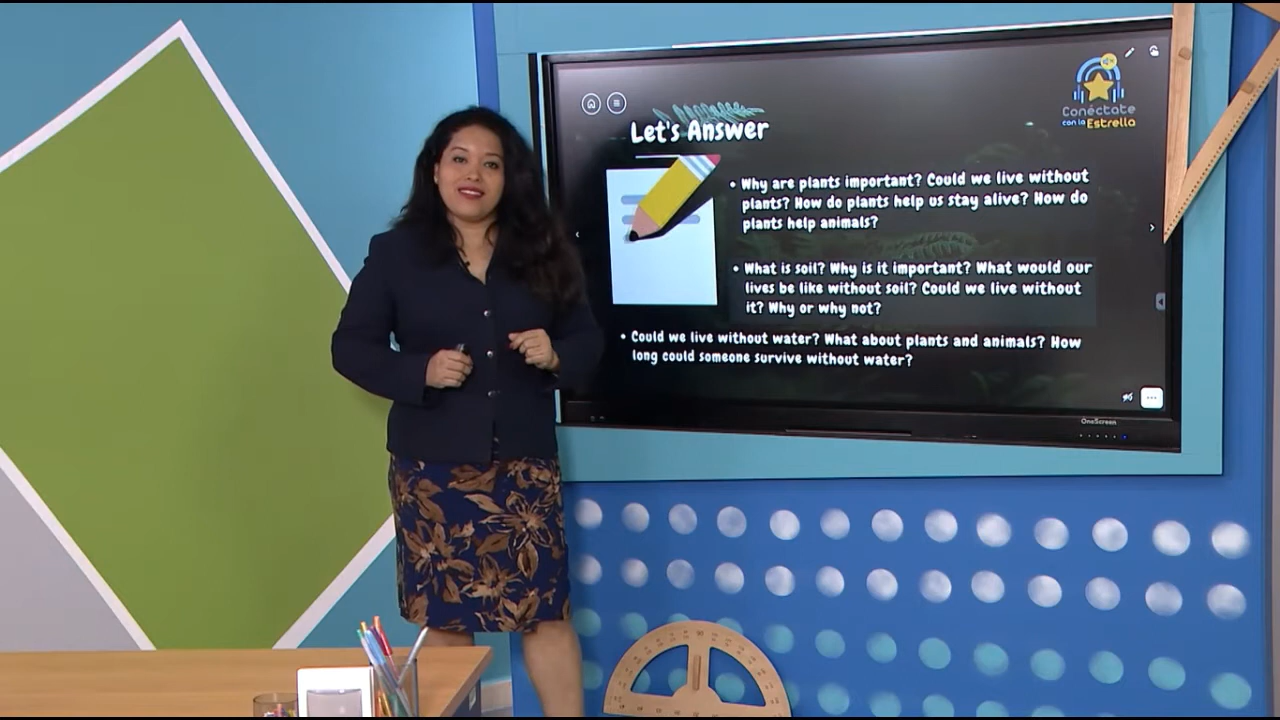 Conéctate
con la Estrella
Let's Answer
• Why are plants important? Could we live without
plants? How do plants help us stay alive? How do
plants help animals?
• What is soil? Why is it important? What would our
lives be like without soil? Could we live without
it? Why or why not?
• Could we live without water? What about plants and animals? How
long could someone survive without water?
OneScreen